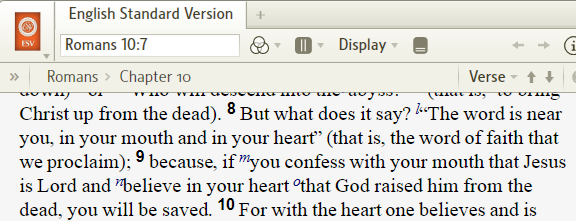 English Standard Version
ESV
Romans 10:7
Display
Romans > Chapter 10
Verse
down) "or "'Who will descend into the abyss?'" (that is, to bring
Christ up from the dead). 8 But what does it say? l“The word is near
you, in your mouth and in your heart” (that is, the word of faith that
we proclaim); 9 because, if m you confess with your mouth that Jesus
is Lord and n believe in your heart o that God raised him from the
dead, you will be saved. 10 For with the heart one believes and is